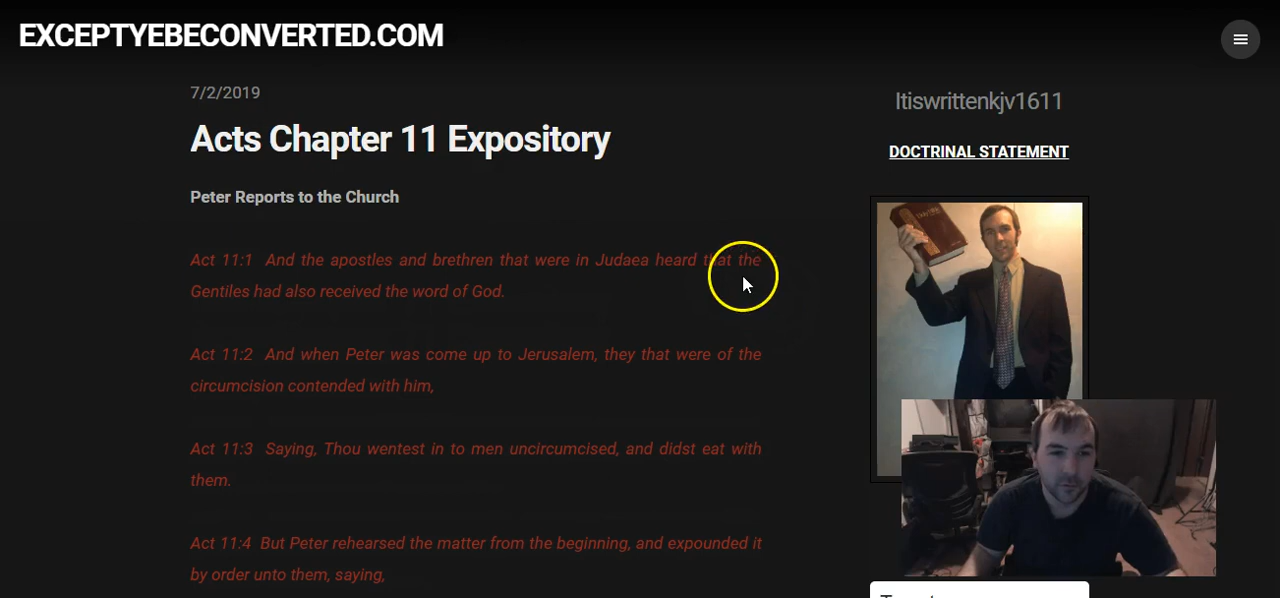 EXCEPTYEBECONVERTED.COM
7/2/2019
Acts Chapter 11 Expository
Peter Reports to the Church
Act 11:1 And the apostles and brethren that were in Judaea heard that the
Gentiles had also received the word of God.
Act 11:2 And when Peter was come up to Jerusalem, they that were of the
circumcision contended with him,
Act 11:3 Saying, Thou wentest in to men uncircumcised, and didst eat with
them.
Act 11:4 But Peter rehearsed the matter from the beginning, and expounded it
by order unto them, saying,
Itiswrittenkjv1611
DOCTRINAL STATEMENT